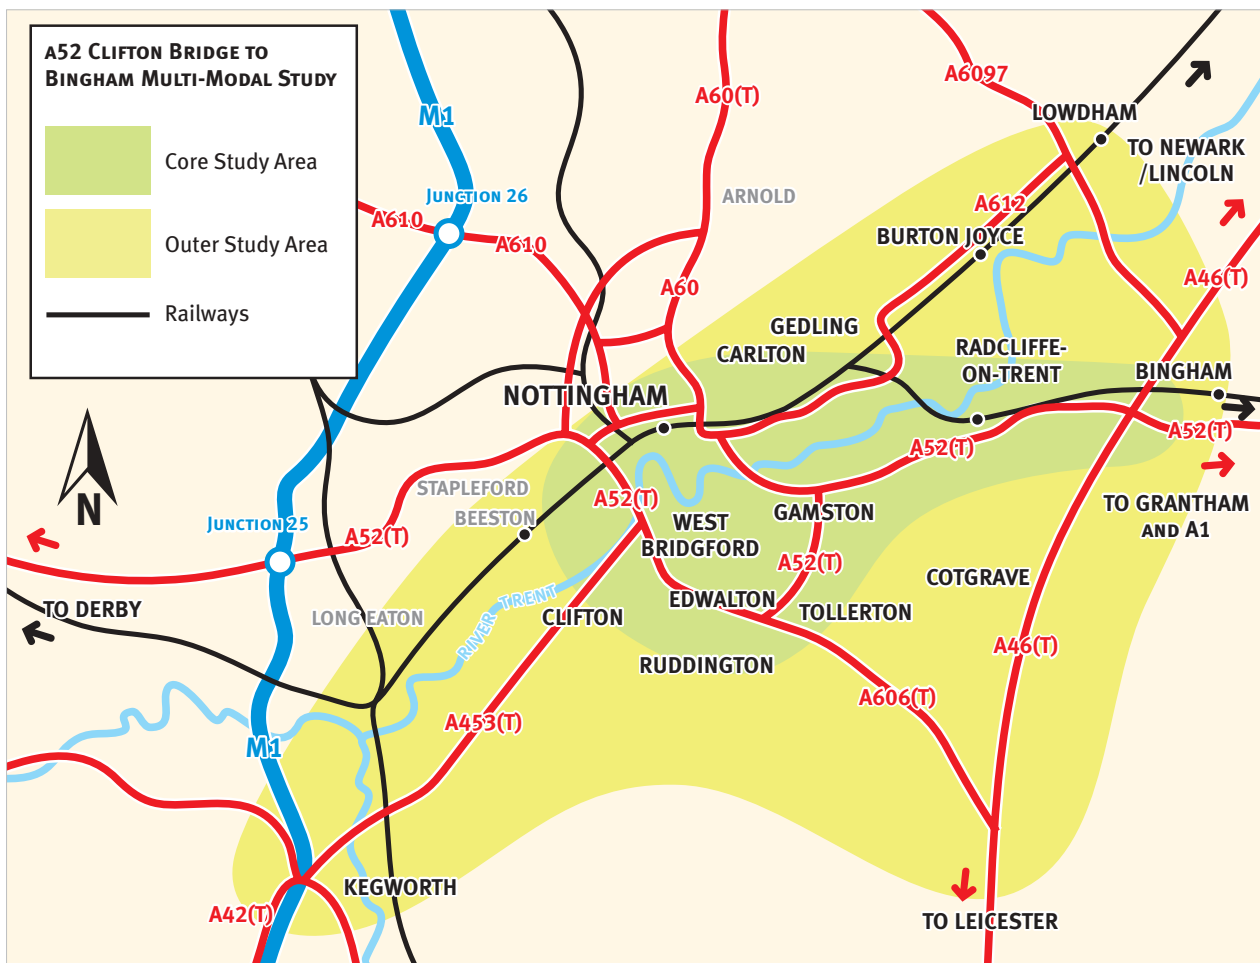 A52 Clifton Bridge to
Bingham Multi-Modal Study
Core Study Area
Outer Study Area
Railways
M1
A60(T)
A6097
LOWDHAM
TO NEWARK
/LINCOLN
Junction 26
ARNOLD
A610
A610
A612
BURTON JOYCE
A60
A46(T)
GEDLING
CARLTON
RADCLIFFE-
ON-TRENT
BINGHAM
NOTTINGHAM
A52(T)
A52(T)
STAPLEFORD
BEESTON
A52(T)
WEST
BRIDGFORD
GAMSTON
TO GRANTHAM
AND A1
N
Junction 25
A52(T)
A52(T)
COTGRAVE
TO DERBY
LONG EATON
RIVER TRENT
CLIFTON
EDWALTON
TOLLERTON
RUDDINGTON
A46(T)
A606(T)
A453(T)
M1
KEGWORTH
A42(T)
TO LEICESTER